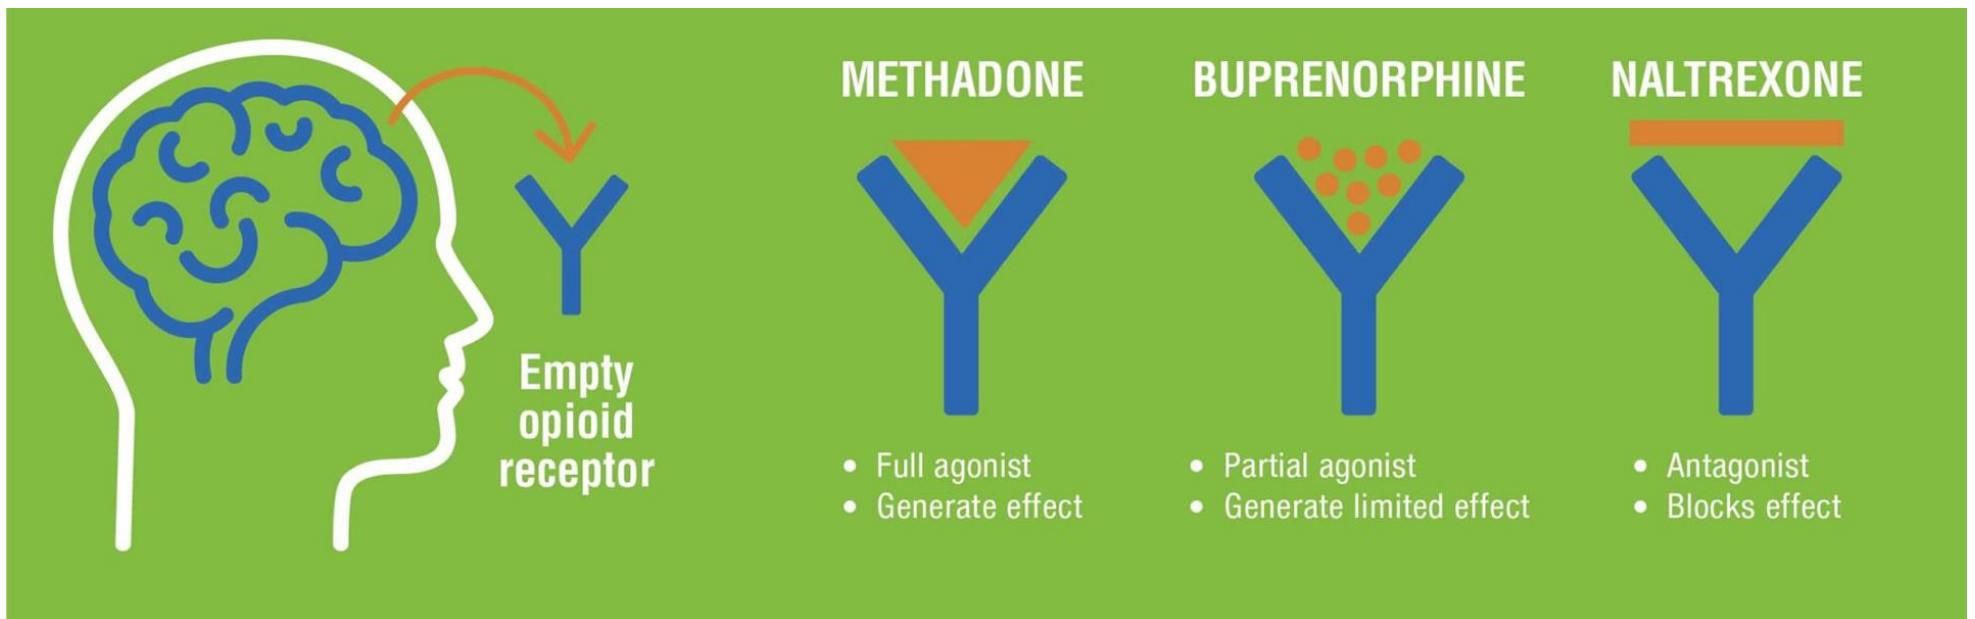 Empty
opioid
receptor
METHADONE
• Full agonist
• Generate effect
BUPRENORPHINE
• Partial agonist
• Generate limited effect
NALTREXONE
• Antagonist
• Blocks effect